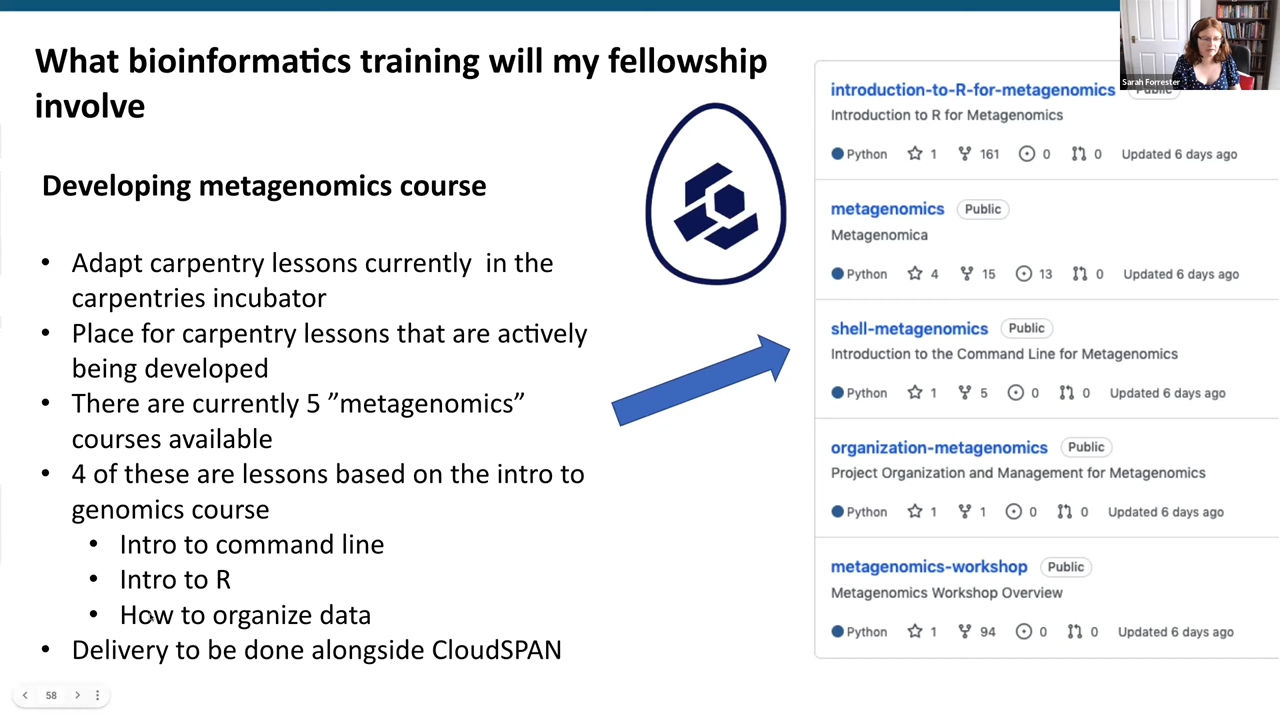 What bioinformatics training will my fellowship
involve
Developing metagenomics course
• Adapt carpentry lessons currently in the
carpentries incubator
• Place for carpentry lessons that are actively
being developed
• There are currently 5 ”metagenomics”
courses available
• 4 of these are lessons based on the intro to
genomics course
• Intro to command line
• Intro to R
• How to organize data
• Delivery to be done alongside CloudSPAN
58
Sarah Forrester
introduction-to-R-for-metagenomics Public
Introduction to R for Metagenomics
Python 1 161 0 0 Updated 6 days ago
metagenomics Public
Metagenomica
Python 4 15 13 0 Updated 6 days ago
shell-metagenomics Public
Introduction to the Command Line for Metagenomics
Python 1 5 0 0 Updated 6 days ago
organization-metagenomics Public
Project Organization and Management for Metagenomics
Python 1 1 0 0 Updated 6 days ago
metagenomics-workshop Public
Metagenomics Workshop Overview
Python 1 94 0 0 Updated 6 days ago